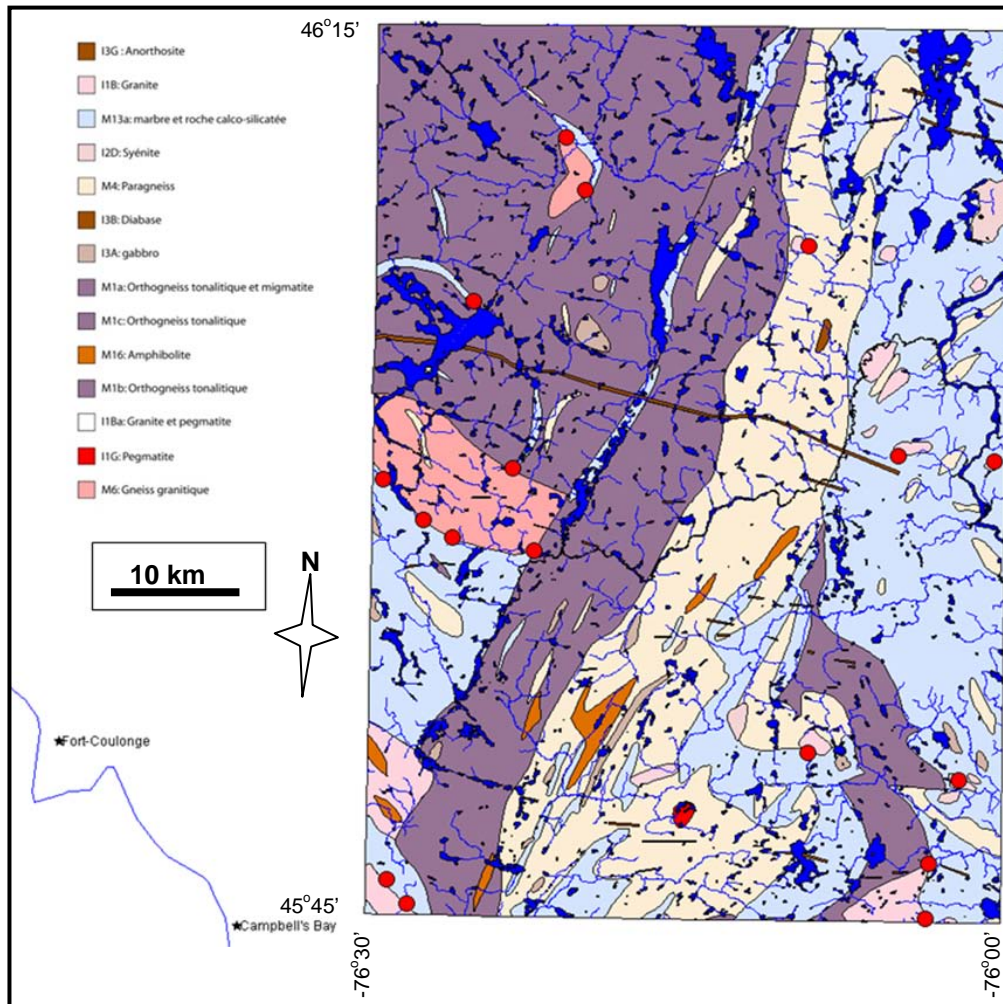 46°15'
I3G : Anorthosite
I1B: Granite
M13a: marbre et roche calco-silicatée
I2D: Syénite
M4: Paragneiss
I3B: Diabase
I3A: gabbro
M1a: Orthogneiss tonalitique et migmatite
M1c: Orthogneiss tonalitique
M16: Amphibolite
M1b: Orthogneiss tonalitique
I1Ba: Granite et pegmatite
I1G: Pegmatite
M6: Gneiss granitique
10 km
N
Fort-Coulonge
Campbell's Bay
45°45'
-76°30'
-76°00'